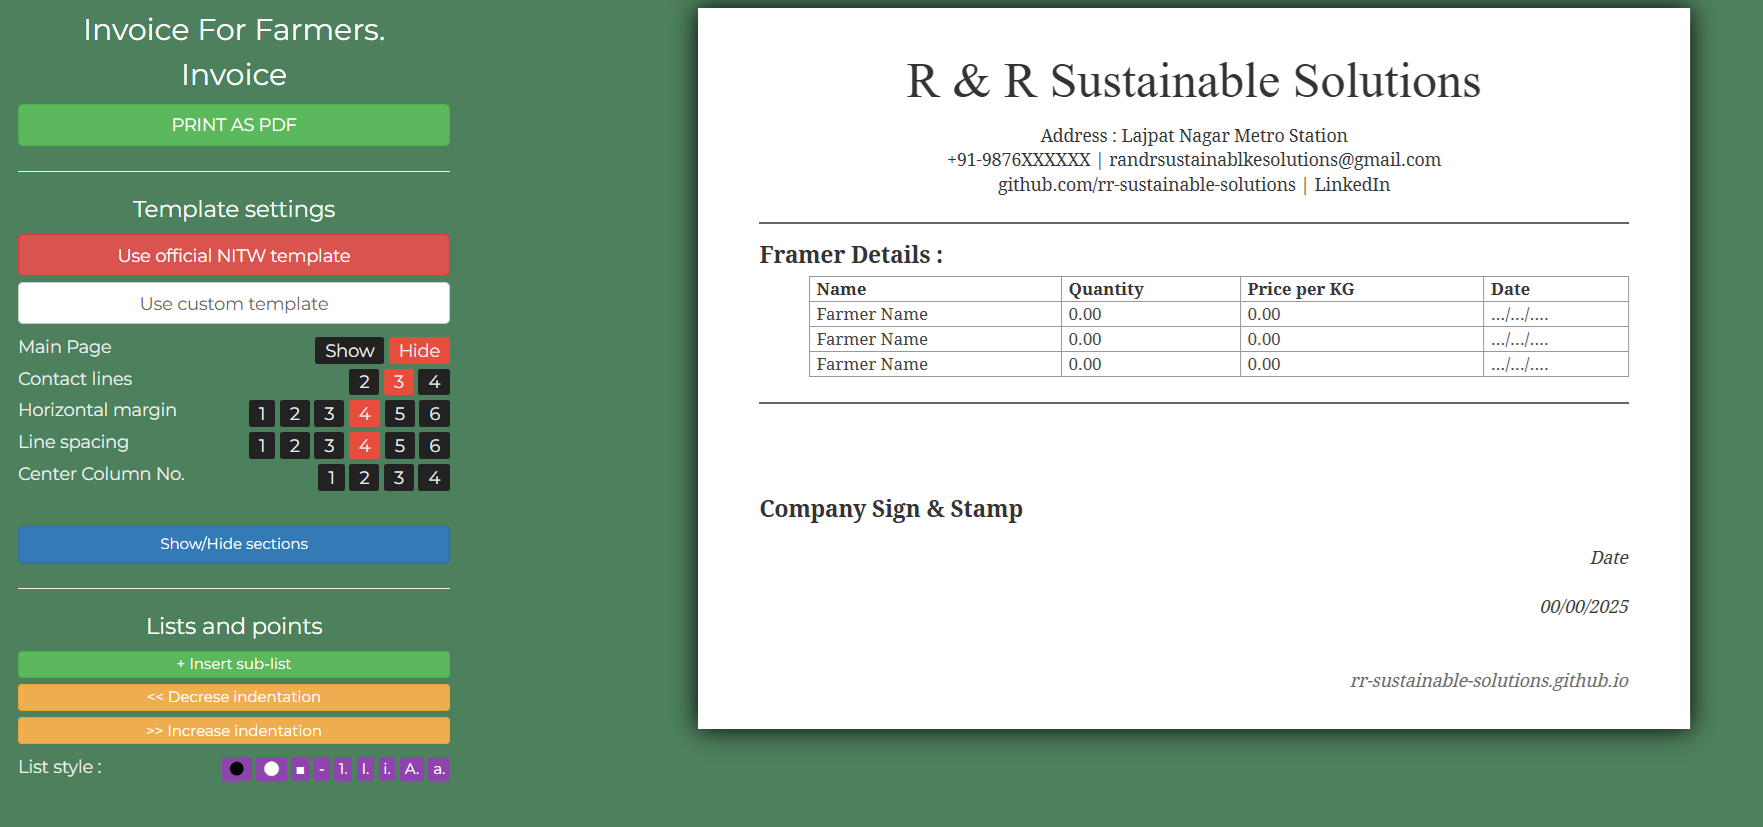 Invoice For Farmers.
Invoice
PRINT AS PDF
Template settings
Use official NITW template
Use custom template
Main Page Show Hide
Contact lines 2 3 4
Horizontal margin 1 2 3 4 5 6
Line spacing 1 2 3 4 5 6
Center Column No. 1 2 3 4
Show/Hide sections
Lists and points
+ Insert sub-list
<< Decrese indentation
>> Increase indentation
List style : ● ○ ■ - 1. I. i. A. a.
R & R Sustainable Solutions
Address : Lajpat Nagar Metro Station
+91-9876XXXXXX | randrsustainablkesolutions@gmail.com
github.com/rr-sustainable-solutions | LinkedIn
Framer Details :
Name Quantity Price per KG Date
Farmer Name 0.00 0.00 .../.../....
Farmer Name 0.00 0.00 .../.../....
Farmer Name 0.00 0.00 .../.../....
Company Sign & Stamp
Date
00/00/2025
rr-sustainable-solutions.github.io